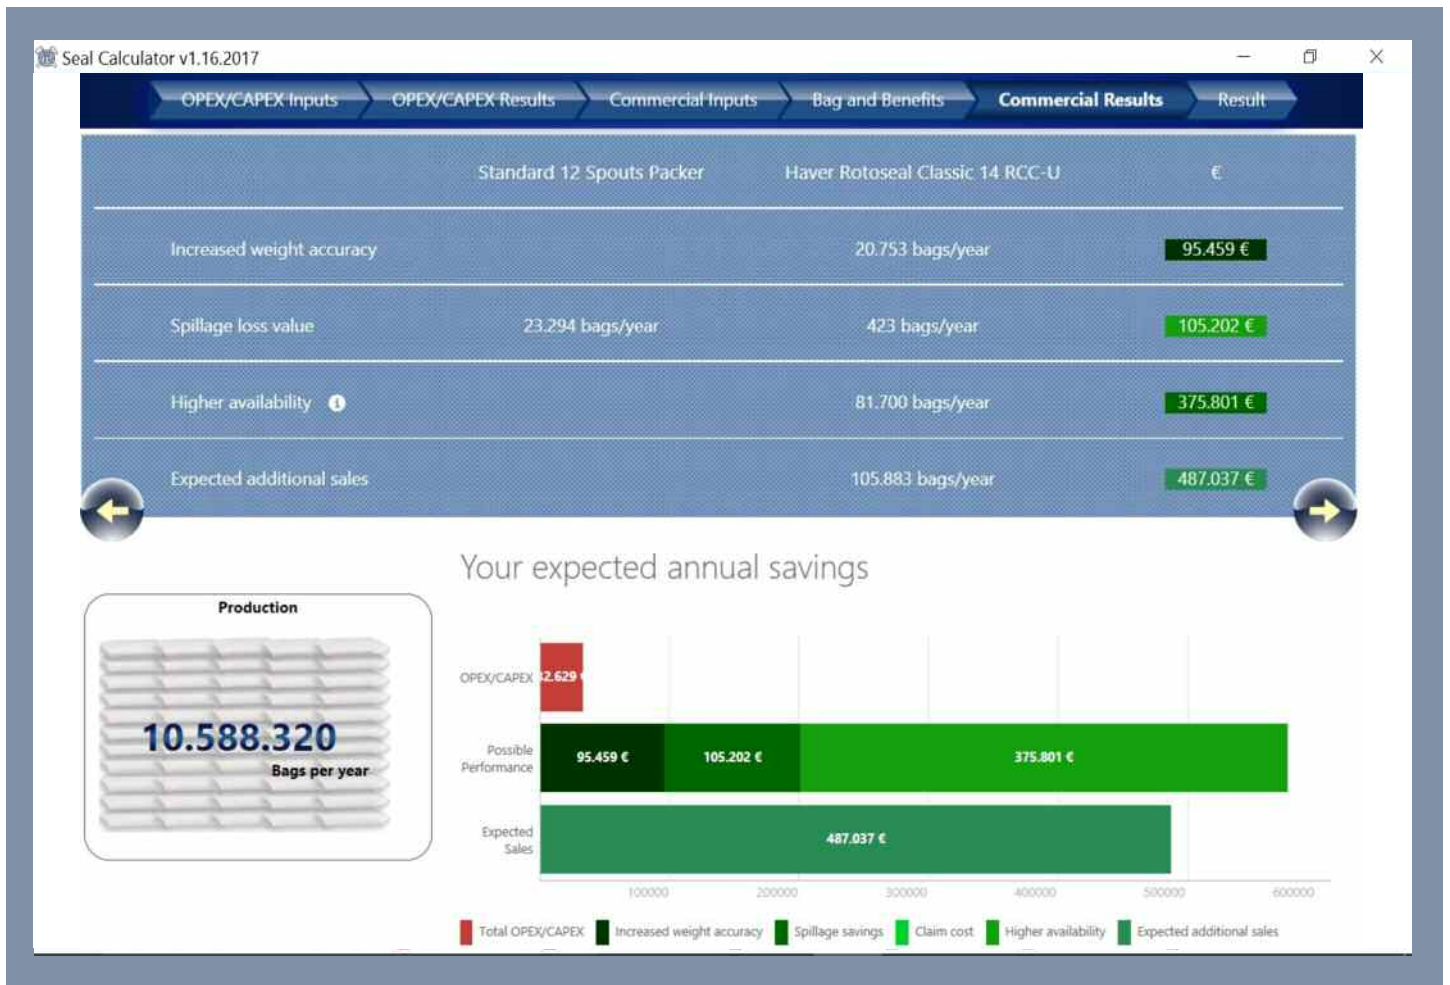 Seal Calculator v1.16.2017
OPEX/CAPEX Inputs OPEX/CAPEX Results Commercial Inputs Bag and Benefits Commercial Results Result
Standard 12 Spouts Packer Haver Rotoseal Classic 14 RCC-U €
Increased weight accuracy 20.753 bags/year 95.459 €
Spillage loss value 23.294 bags/year 423 bags/year 105.202 €
Higher availability i 81.700 bags/year 375.801 €
Expected additional sales 105.883 bags/year 487.037 €
Your expected annual savings
Production
10.588.320
Bags per year
OPEX/CAPEX 2.629
Possible
Performance
95.459 € 105.202 € 375.801 €
Expected
Sales
487.037 €
100000 200000 300000 400000 500000 600000
Total OPEX/CAPEX Increased weight accuracy Spillage savings Claim cost Higher availability Expected additional sales